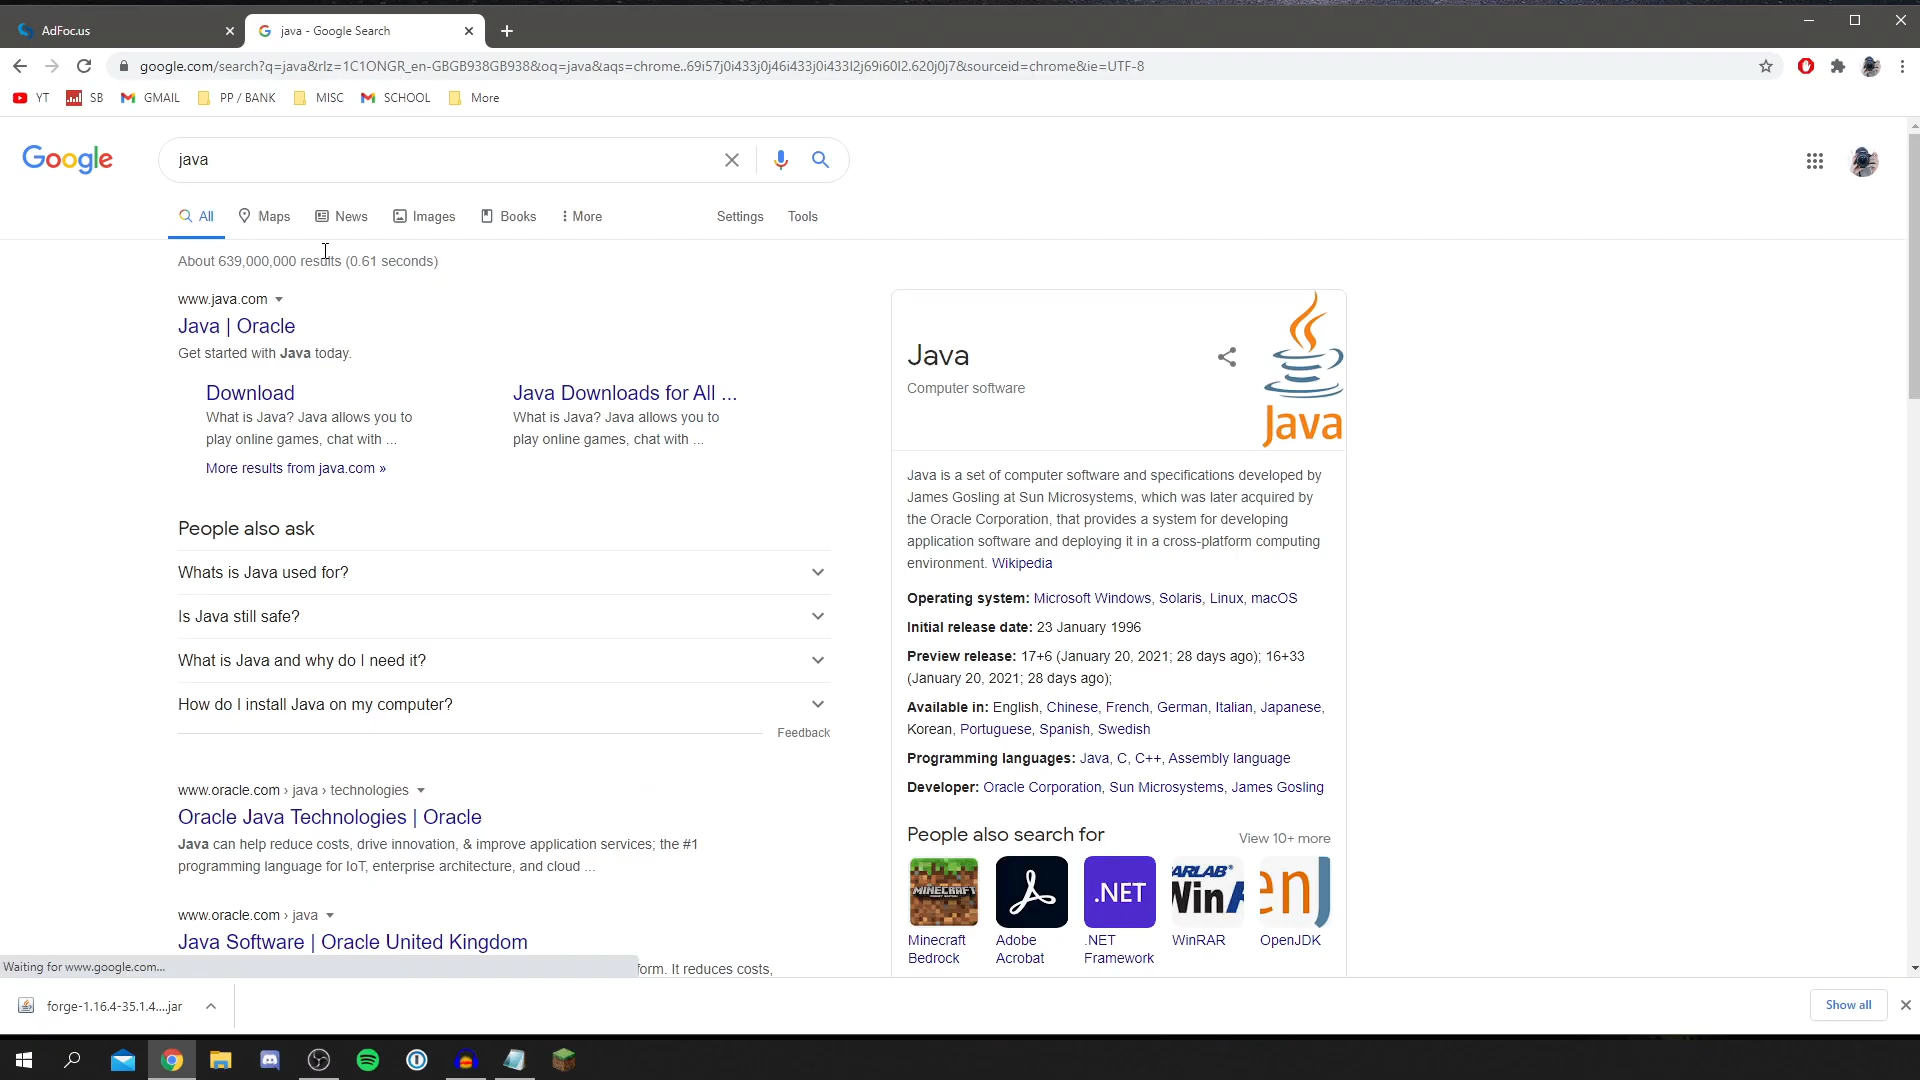 AdFoc.us
java - Google Search
google.com/search?q=java&rlz=1C1ONGR_en-GBGB938GB938&oq=java&aqs=chrome..69i57j0i433j0j46i433j0i433l2j69i60l2.620j0j7&sourceid=chrome&ie=UTF-8
YT SB GMAIL PP / BANK MISC SCHOOL More
Google
java
All Maps News Images Books More Settings Tools
About 639,000,000 results (0.61 seconds)
www.java.com
Java | Oracle
Get started with Java today.
Download
What is Java? Java allows you to
play online games, chat with ...
Java Downloads for All ...
What is Java? Java allows you to
play online games, chat with ...
More results from java.com »
People also ask
Whats is Java used for?
Is Java still safe?
What is Java and why do I need it?
How do I install Java on my computer?
Feedback
www.oracle.com › java › technologies
Oracle Java Technologies | Oracle
Java can help reduce costs, drive innovation, & improve application services; the #1
programming language for IoT, enterprise architecture, and cloud ...
www.oracle.com › java
Java Software | Oracle United Kingdom
form. It reduces costs,
Java
Computer software
Java
Java is a set of computer software and specifications developed by
James Gosling at Sun Microsystems, which was later acquired by
the Oracle Corporation, that provides a system for developing
application software and deploying it in a cross-platform computing
environment. Wikipedia
Operating system: Microsoft Windows, Solaris, Linux, macOS
Initial release date: 23 January 1996
Preview release: 17+6 (January 20, 2021; 28 days ago); 16+33
(January 20, 2021; 28 days ago);
Available in: English, Chinese, French, German, Italian, Japanese,
Korean, Portuguese, Spanish, Swedish
Programming languages: Java, C, C++, Assembly language
Developer: Oracle Corporation, Sun Microsystems, James Gosling
People also search for
View 10+ more
MINECRAFT
.NET
ARLAB
WinR
enJ
Minecraft
Bedrock
Adobe
Acrobat
.NET
Framework
WinRAR
OpenJDK
Waiting for www.google.com...
forge-1.16.4-35.1.4....jar
Show all